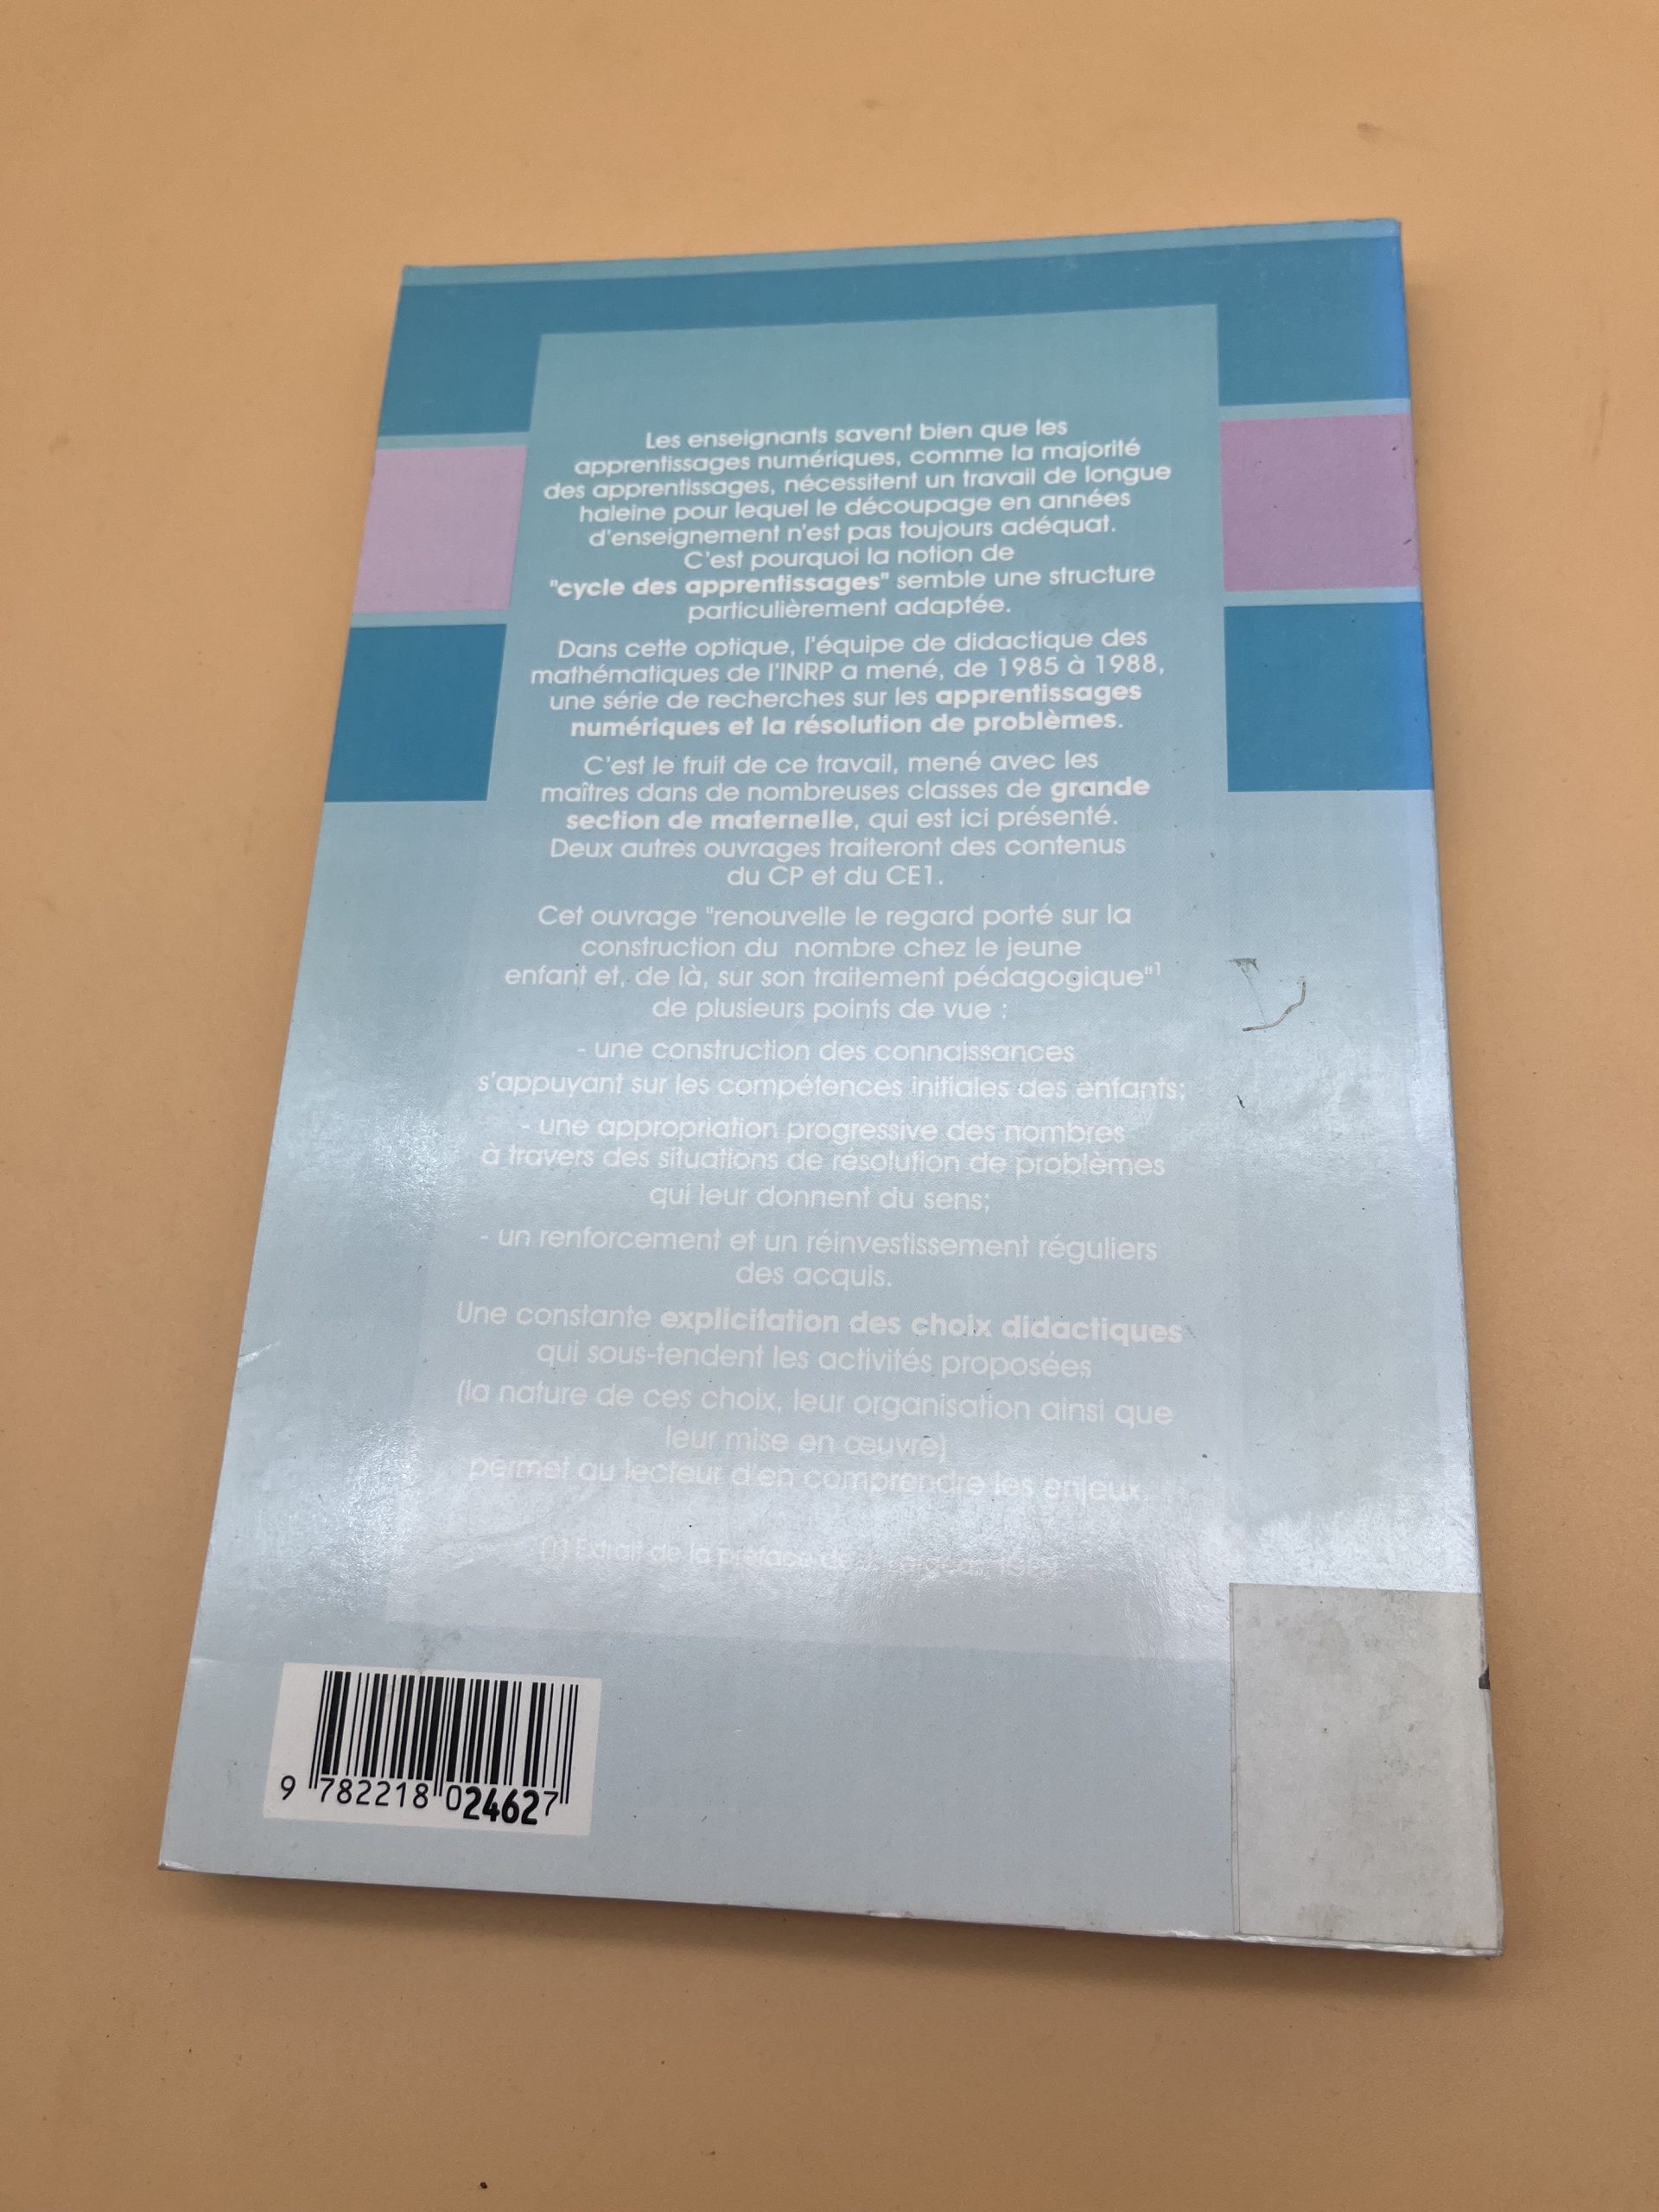 Les enseignants savent bien que les
apprentissages numériques, comme la majorité
des apprentissages, nécessitent un travail de longue
haleine pour lequel le découpage en années
d'enseignement n'est pas toujours adéquat.
C'est pourquoi la notion de
"cycle des apprentissages" semble une structure
particulièrement adaptée.
Dans cette optique, l'équipe de didactique des
mathématiques de l'INRP a mené, de 1985 à 1988,
une série de recherches sur les apprentissages
numériques et la résolution de problèmes.
C'est le fruit de ce travail, mené avec les
maîtres dans de nombreuses classes de grande
section de maternelle, qui est ici présenté.
Deux autres ouvrages traiteront des contenus
du CP et du CE1.
Cet ouvrage "renouvelle le regard porté sur la
construction du nombre chez le jeune
enfant et, de là, sur son traitement pédagogique"¹
de plusieurs points de vue :
- une construction des connaissances
s'appuyant sur les compétences initiales des enfants;
- une appropriation progressive des nombres
à travers des situations de résolution de problèmes
qui leur donnent du sens;
- un renforcement et un réinvestissement réguliers
des acquis.
Une constante explicitation des choix didactiques
qui sous-tendent les activités proposées
(la nature de ces choix, leur organisation ainsi que
leur mise en œuvre)
permet au lecteur d'en comprendre les enjeux.
(1) Extrait de la préface de
9 782218 024627